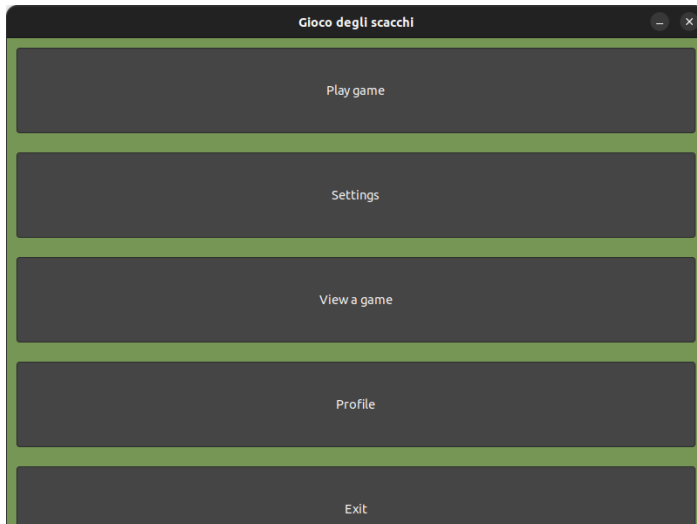 Gioco degli scacchi
Play game
Settings
View a game
Profile
Exit